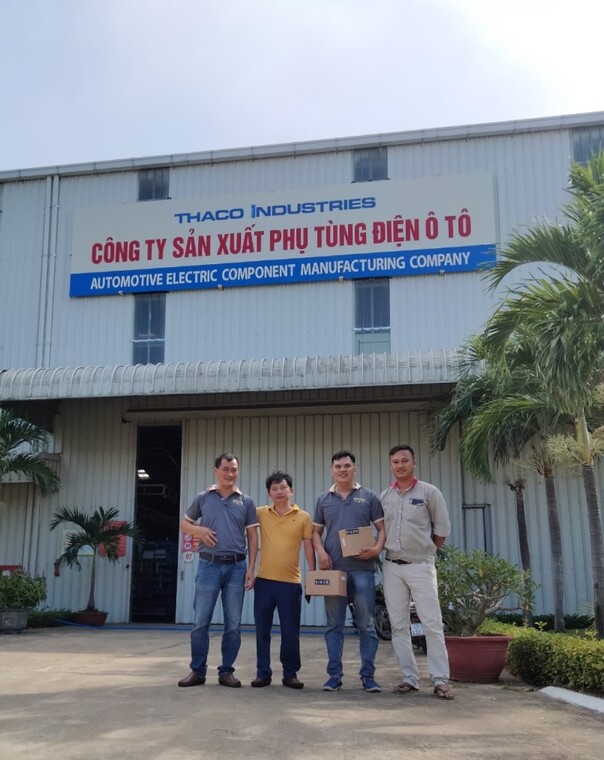 THACO INDUSTRIES
CÔNG TY SẢN XUẤT PHỤ TÙNG ĐIỆN Ô TÔ
AUTOMOTIVE ELECTRIC COMPONENT MANUFACTURING COMPANY